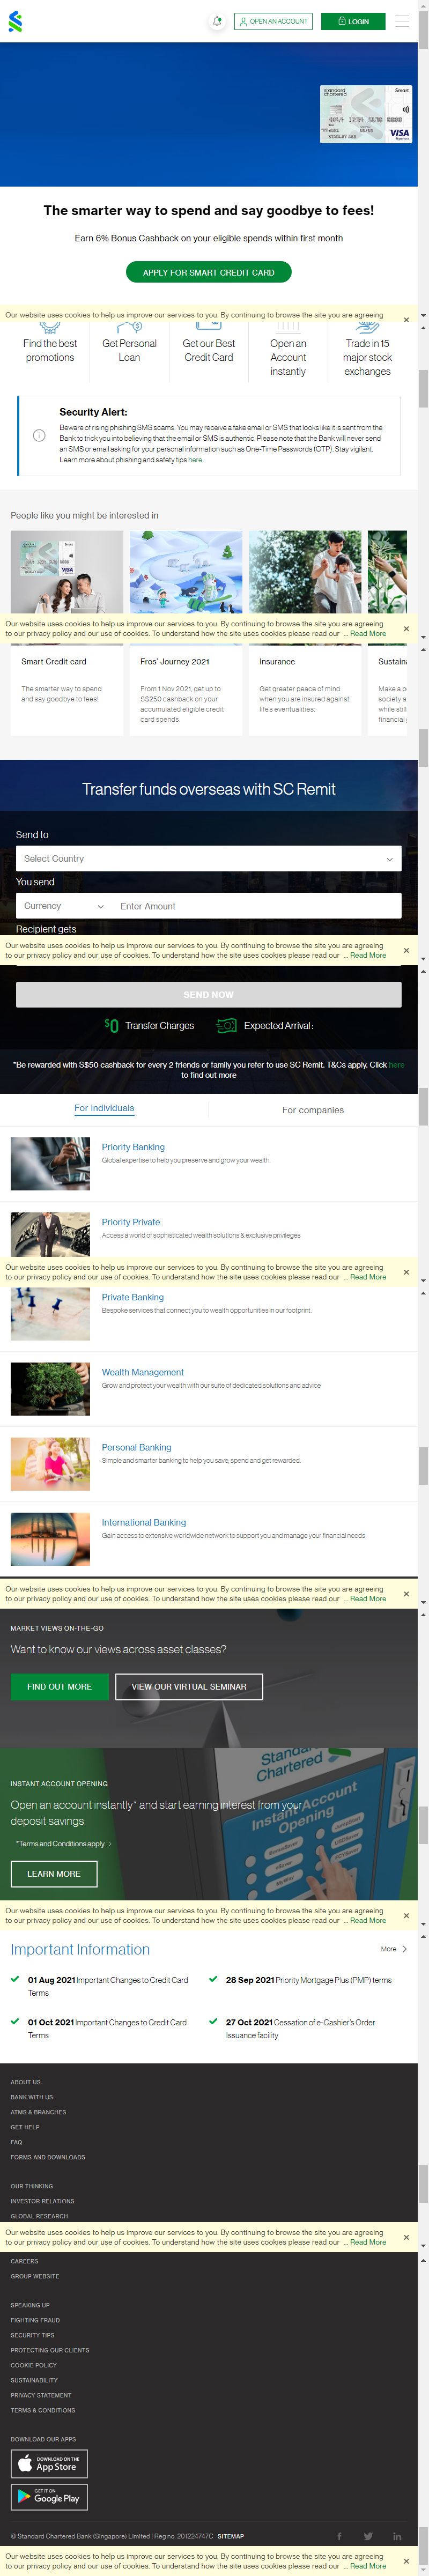 OPEN AN ACCOUNT
LOGIN
standard chartered
Smart
VISA
The smarter way to spend and say goodbye to fees!
Earn 6% Bonus Cashback on your eligible spends within first month
APPLY FOR SMART CREDIT CARD
Our website uses cookies to help us improve our services to you. By continuing to browse the site you are agreeing
Find the best promotions
Get Personal Loan
Get our Best Credit Card
Open an Account instantly
Trade in 15 major stock exchanges
Security Alert:
Beware of rising phishing SMS scams. You may receive a fake email or SMS that looks like it is sent from the
Bank to trick you into believing that the email or SMS is authentic. Please note that the Bank will never send
an SMS or email asking for your personal information such as One-Time Passwords (OTP). Stay vigilant.
Learn more about phishing and safety tips here
People like you might be interested in
Our website uses cookies to help us improve our services to you. By continuing to browse the site you are agreeing
to our privacy policy and our use of cookies. To understand how the site uses cookies please read our ... Read More
Smart Credit card
The smarter way to spend
and say goodbye to fees!
Fros' Journey 2021
From 1 Nov 2021, get up to
S$250 cashback on your
accumulated eligible credit
card spends.
Insurance
Get greater peace of mind
when you are insured against
life's eventualities.
Sustaina
Make a p
society a
while still
financial g
Transfer funds overseas with SC Remit
Send to
Select Country
You send
Currency
Enter Amount
Recipient gets
Our website uses cookies to help us improve our services to you. By continuing to browse the site you are agreeing
to our privacy policy and our use of cookies. To understand how the site uses cookies please read our ... Read More
SEND NOW
$0 Transfer Charges
Expected Arrival :
*Be rewarded with S$50 cashback for every 2 friends or family you refer to use SC Remit. T&Cs apply. Click here
to find out more
For individuals
For companies
Priority Banking
Global expertise to help you preserve and grow your wealth.
Priority Private
Access a world of sophisticated wealth solutions & exclusive privileges
Our website uses cookies to help us improve our services to you. By continuing to browse the site you are agreeing
to our privacy policy and our use of cookies. To understand how the site uses cookies please read our ... Read More
Private Banking
Bespoke services that connect you to wealth opportunities in our footprint.
Wealth Management
Grow and protect your wealth with our suite of dedicated solutions and advice
Personal Banking
Simple and smarter banking to help you save, spend and get rewarded.
International Banking
Gain access to extensive worldwide network to support you and manage your financial needs
Our website uses cookies to help us improve our services to you. By continuing to browse the site you are agreeing
to our privacy policy and our use of cookies. To understand how the site uses cookies please read our ... Read More
MARKET VIEWS ON-THE-GO
Want to know our views across asset classes?
FIND OUT MORE
VIEW OUR VIRTUAL SEMINAR
Standard Chartered
Instant Account Opening
INSTANT ACCOUNT OPENING
Open an account instantly* and start earning interest from your
deposit savings.
*Terms and Conditions apply.
LEARN MORE
Our website uses cookies to help us improve our services to you. By continuing to browse the site you are agreeing
to our privacy policy and our use of cookies. To understand how the site uses cookies please read our ... Read More
Important Information
More
01 Aug 2021 Important Changes to Credit Card
Terms
28 Sep 2021 Priority Mortgage Plus (PMP) terms
01 Oct 2021 Important Changes to Credit Card
Terms
27 Oct 2021 Cessation of e-Cashier's Order
Issuance facility
ABOUT US
BANK WITH US
ATMS & BRANCHES
GET HELP
FAQ
FORMS AND DOWNLOADS
OUR THINKING
INVESTOR RELATIONS
GLOBAL RESEARCH
Our website uses cookies to help us improve our services to you. By continuing to browse the site you are agreeing
to our privacy policy and our use of cookies. To understand how the site uses cookies please read our ... Read More
CAREERS
GROUP WEBSITE
SPEAKING UP
FIGHTING FRAUD
SECURITY TIPS
PROTECTING OUR CLIENTS
COOKIE POLICY
SUSTAINABILITY
PRIVACY STATEMENT
TERMS & CONDITIONS
DOWNLOAD OUR APPS
DOWNLOAD ON THE
App Store
GET IT ON
Google Play
© Standard Chartered Bank (Singapore) Limited | Reg no. 201224747C. SITEMAP
Our website uses cookies to help us improve our services to you. By continuing to browse the site you are agreeing
to our privacy policy and our use of cookies. To understand how the site uses cookies please read our ... Read More